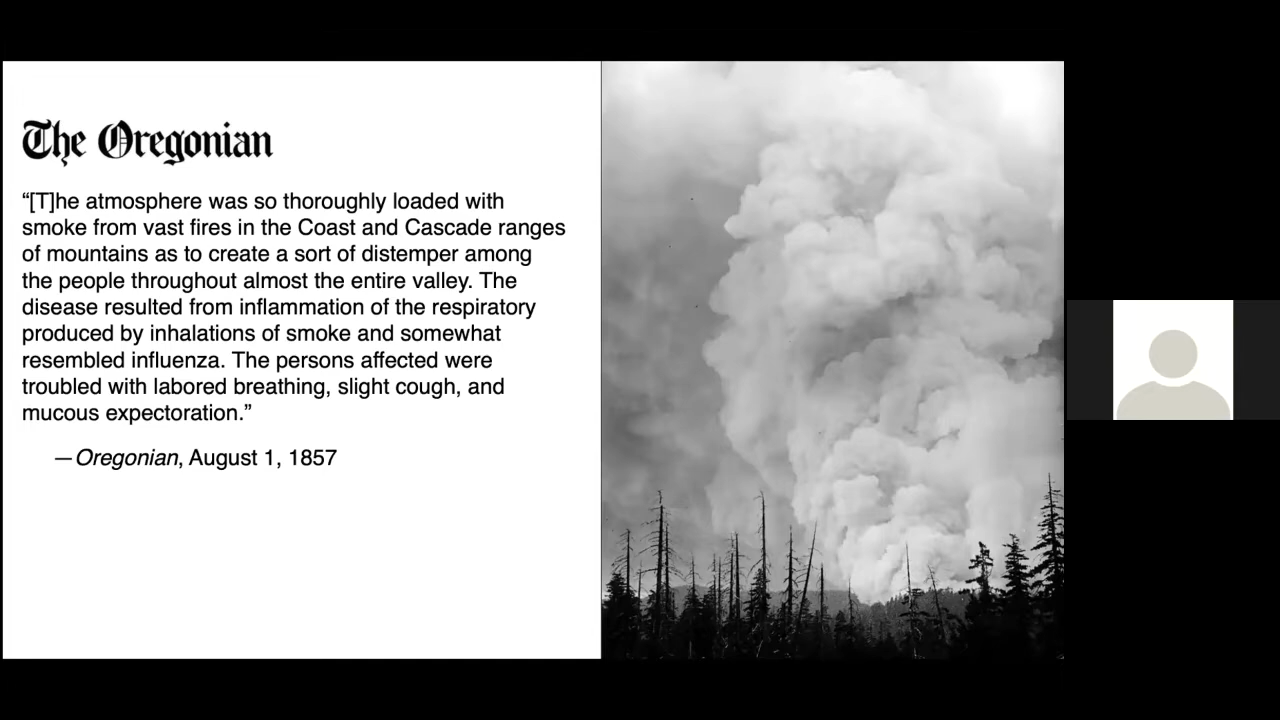 The Oregonian
“[T]he atmosphere was so thoroughly loaded with
smoke from vast fires in the Coast and Cascade ranges
of mountains as to create a sort of distemper among
the people throughout almost the entire valley. The
disease resulted from inflammation of the respiratory
produced by inhalations of smoke and somewhat
resembled influenza. The persons affected were
troubled with labored breathing, slight cough, and
mucous expectoration.”
—Oregonian, August 1, 1857